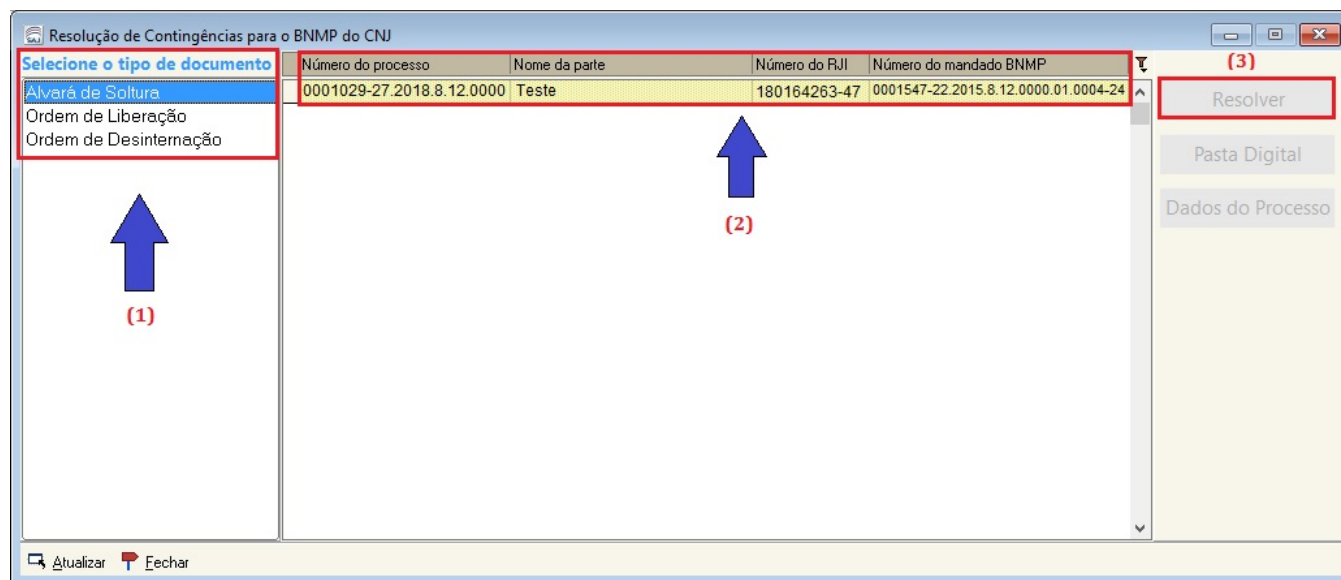 Resolução de Contingências para o BNMP do CNJ
Selecione o tipo de documento
Alvará de Soltura
Ordem de Liberação
Ordem de Desinternação
(1)
Número do processo Nome da parte Número do RJI Número do mandado BNMP
0001029-27.2018.8.12.0000 Teste 180164263-47 0001547-22.2015.8.12.0000.01.0004-24
(2)
(3)
Resolver
Pasta Digital
Dados do Processo
Atualizar Fechar